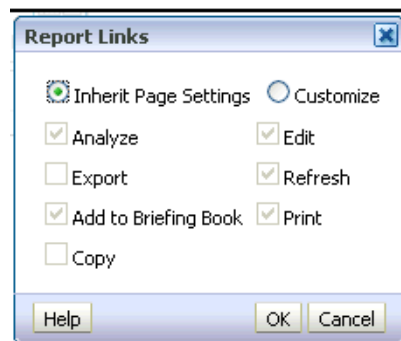 Report Links
Inherit Page Settings Customize
Analyze Edit
Export Refresh
Add to Briefing Book Print
Copy
Help OK Cancel